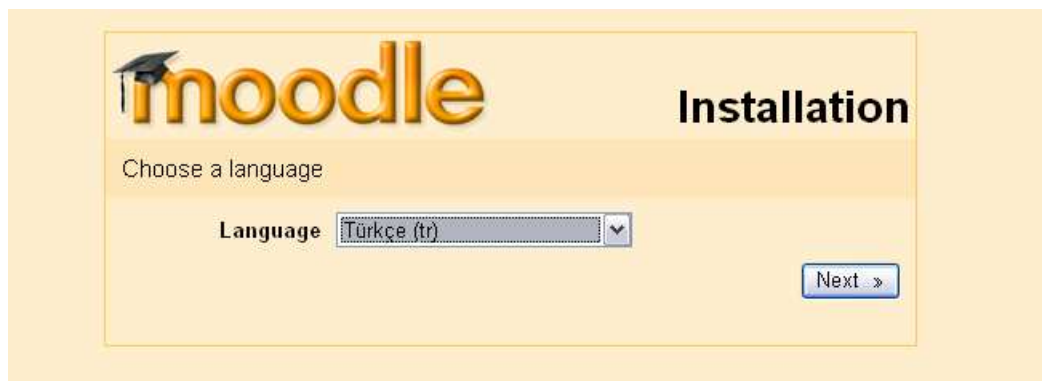 moodle
Installation
Choose a language
Language Türkçe (tr)
Next »